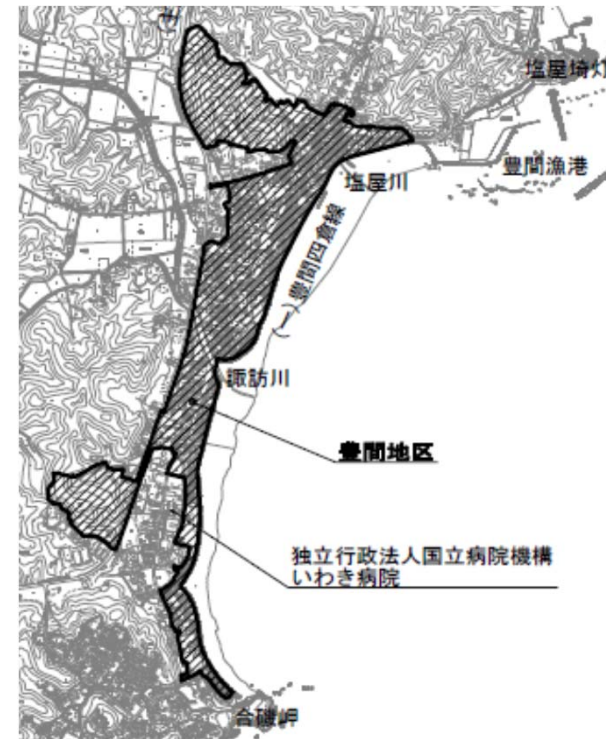 塩屋埼灯
豊間漁港
塩屋川
(一)豊間四倉線
諏訪川
豊間地区
独立行政法人国立病院機構
いわき病院
合磯岬